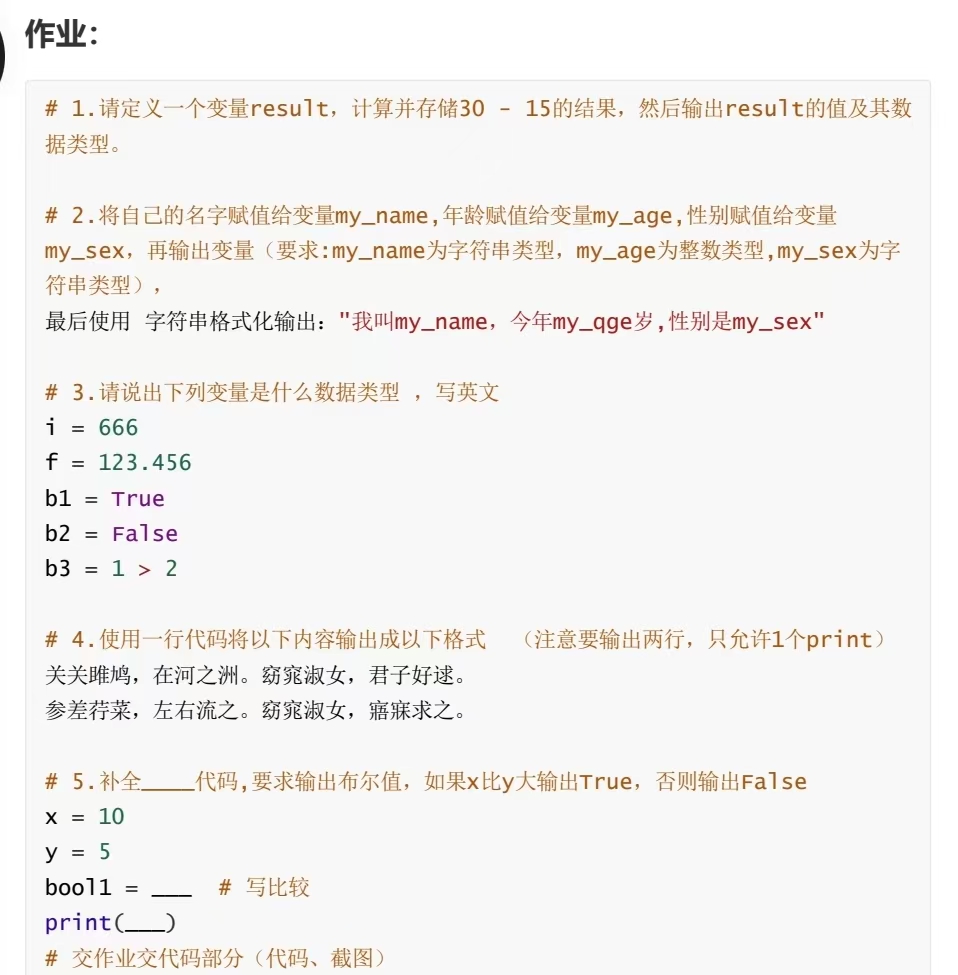 作业：
# 1.请定义一个变量result，计算并存储30 - 15的结果，然后输出result的值及其数
据类型。
# 2.将自己的名字赋值给变量my_name,年龄赋值给变量my_age,性别赋值给变量
my_sex，再输出变量（要求:my_name为字符串类型，my_age为整数类型,my_sex为字
符串类型），
最后使用 字符串格式化输出："我叫my_name，今年my_qge岁,性别是my_sex"
# 3.请说出下列变量是什么数据类型 ，写英文
i = 666
f = 123.456
b1 = True
b2 = False
b3 = 1 > 2
# 4.使用一行代码将以下内容输出成以下格式  （注意要输出两行，只允许1个print）
关关雎鸠，在河之洲。窈窕淑女，君子好逑。
参差荇菜，左右流之。窈窕淑女，寤寐求之。
# 5.补全____代码,要求输出布尔值，如果x比y大输出True，否则输出False
x = 10
y = 5
bool1 = ___  # 写比较
print(___)
# 交作业交代码部分（代码、截图）